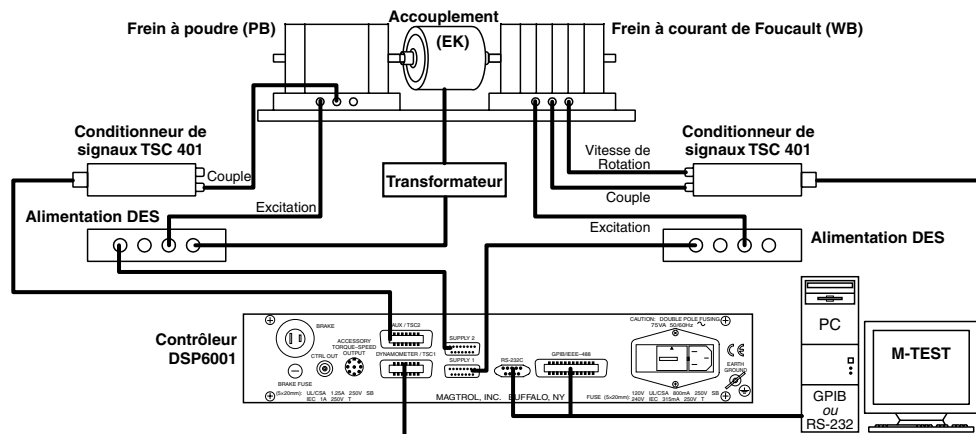 Accouplement
(EK)
Frein à poudre (PB)
Frein à courant de Foucault (WB)
Conditionneur de
signaux TSC 401
Couple
Vitesse de
Rotation
Conditionneur de
signaux TSC 401
Couple
Transformateur
Excitation
Alimentation DES
Excitation
Alimentation DES
Contrôleur
DSP6001
BRAKE
BRAKE FUSE
CTRL OUT
ACCESSORY
TORQUE–SPEED
OUTPUT
AUX / TSC2
DYNAMOMETER / TSC1
SUPPLY 2
SUPPLY 1
RS-232C
GPIB/IEEE–488
CAUTION: DOUBLE POLE FUSING
75VA 50/60Hz
EARTH
GROUND
(5×20mm): UL/CSA 1.25A 250V SB
IEC 1A 250V T
MAGTROL, INC. BUFFALO, NY
FUSE (5x20mm): 120V UL/CSA 800mA 250V SB
240V IEC 315mA 250V T
PC
M-TEST
GPIB
ou
RS-232